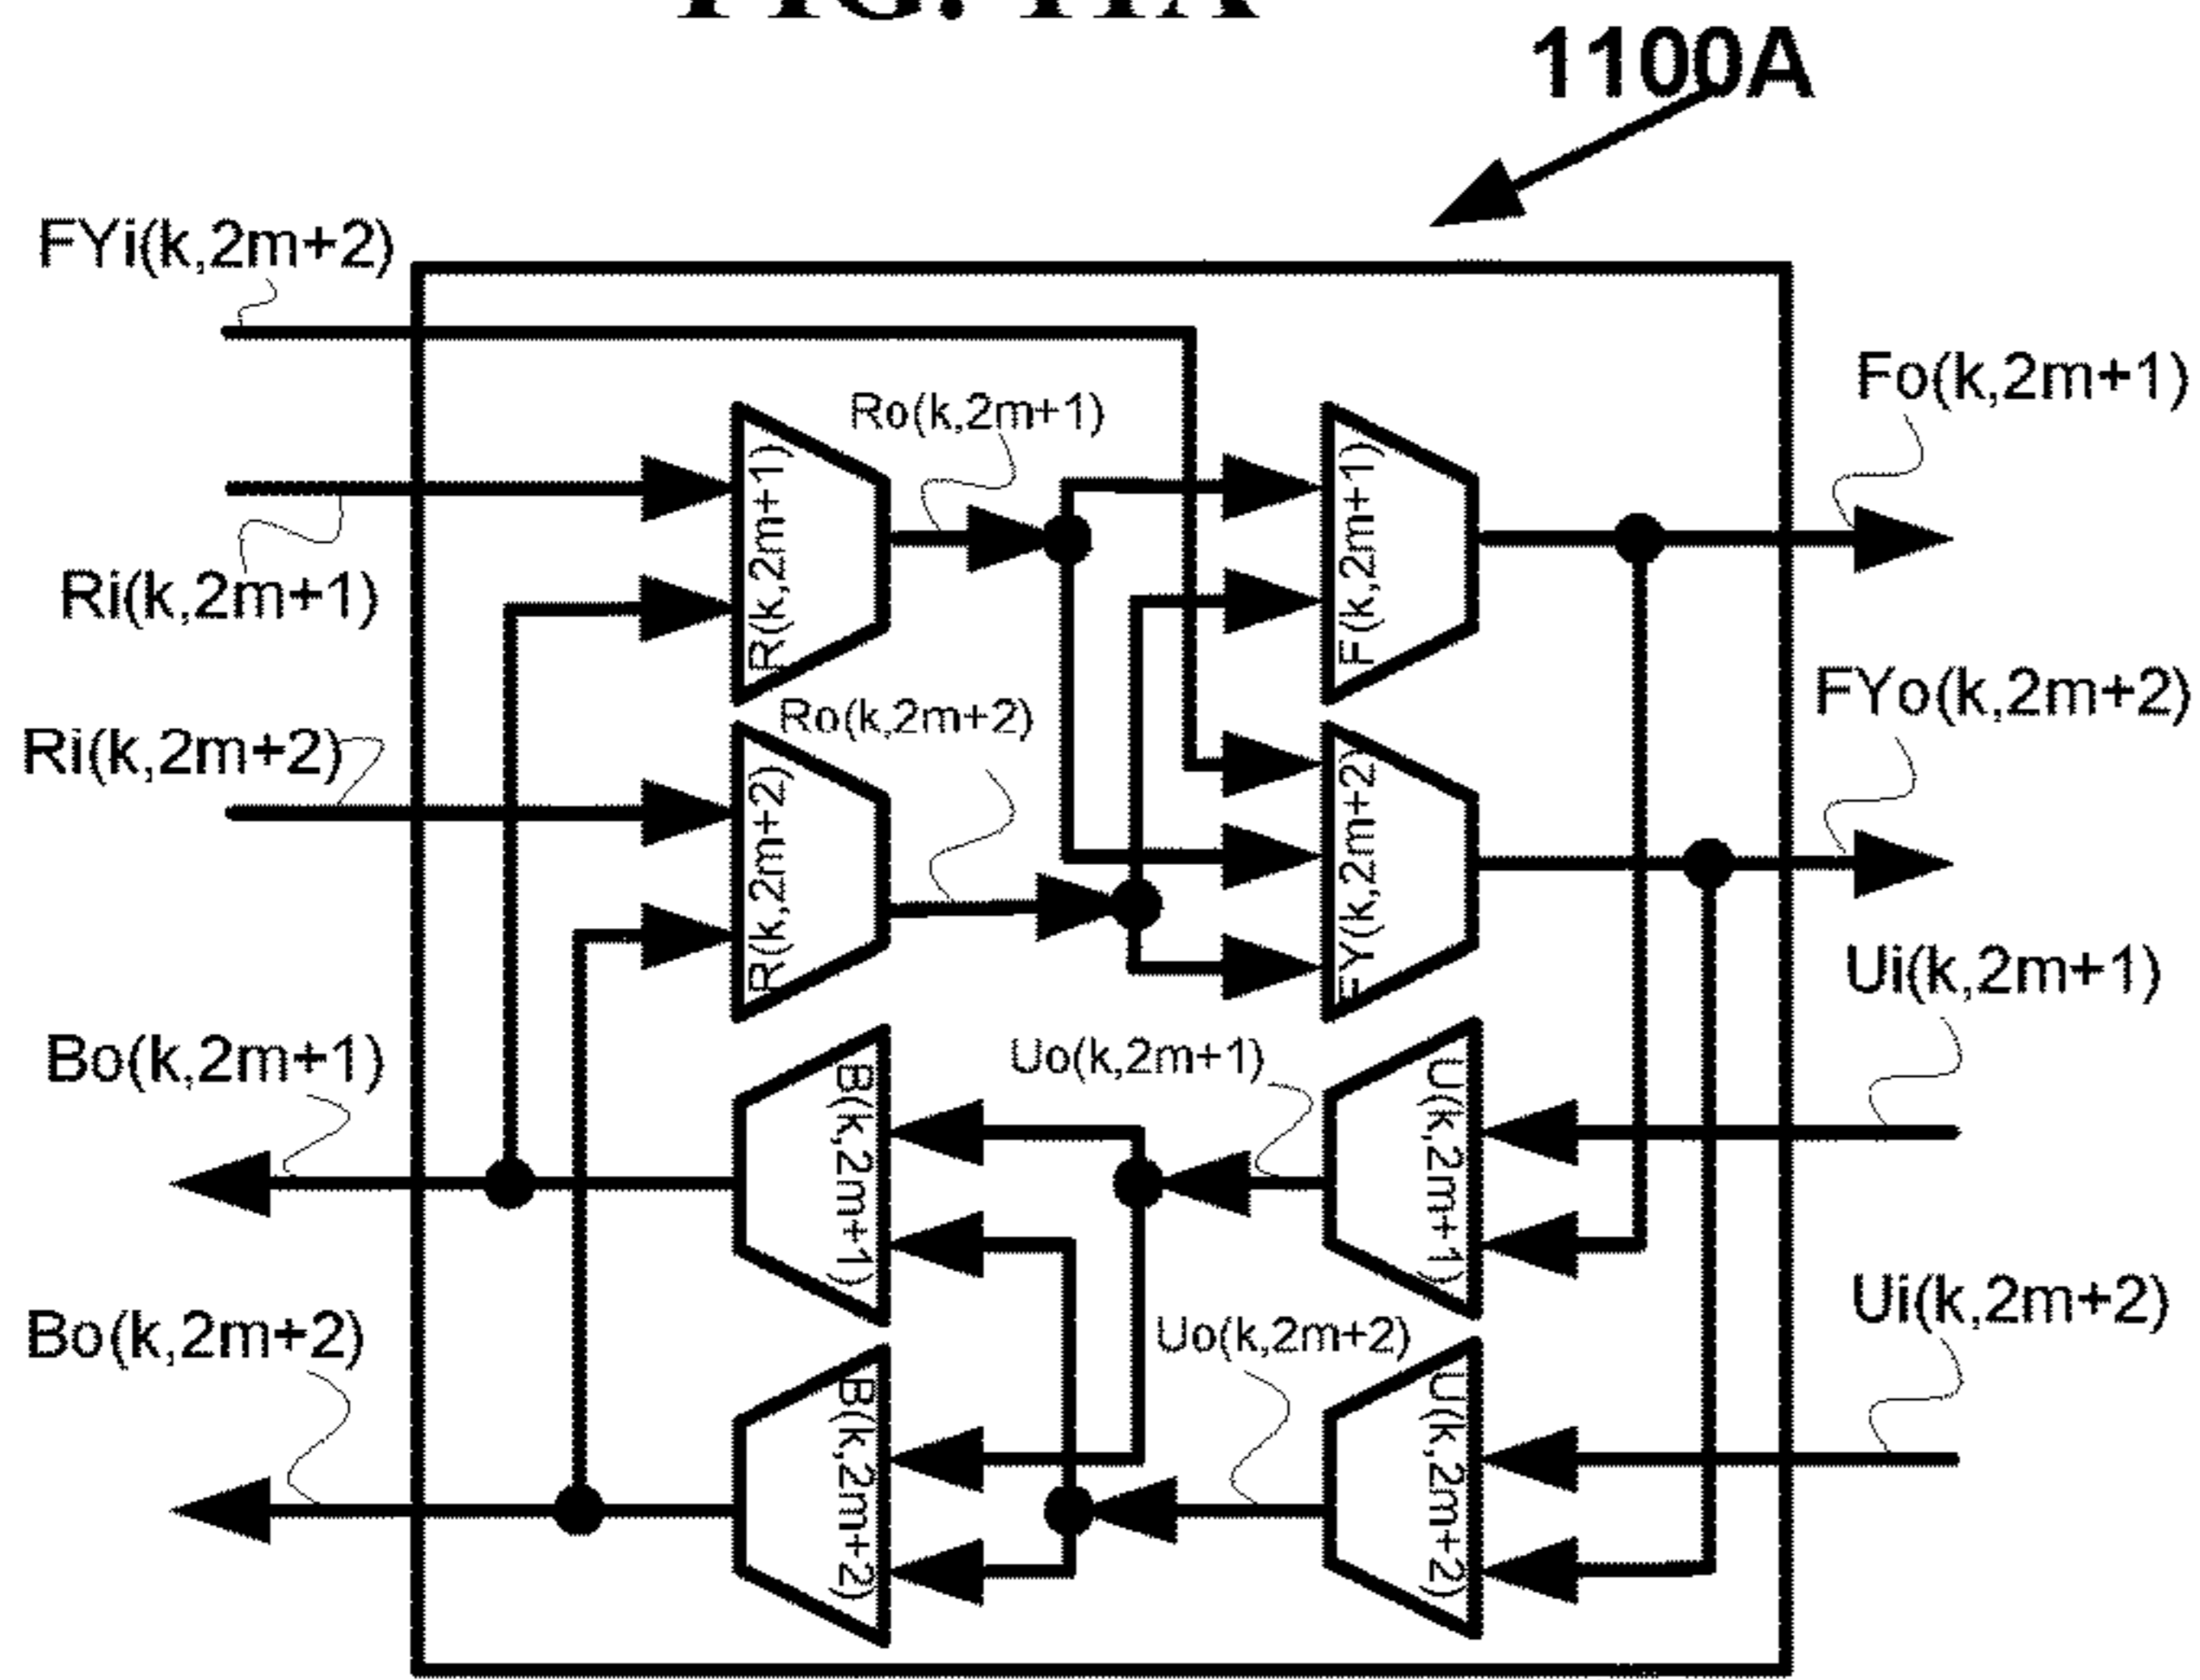 FIG. 11A
1100A
FYi(k,2m+2)
Fo(k,2m+1)
Ro(k,2m+1)
R(k,2m+1)
F(k,2m+1)
Ri(k,2m+1)
FYo(k,2m+2)
Ro(k,2m+2)
Ri(k,2m+2)
R(k,2m+2)
FY(k,2m+2)
Ui(k,2m+1)
Bo(k,2m+1)
Uo(k,2m+1)
B(k,2m+1)
U(k,2m+1)
Ui(k,2m+2)
Bo(k,2m+2)
Uo(k,2m+2)
B(k,2m+2)
U(k,2m+2)